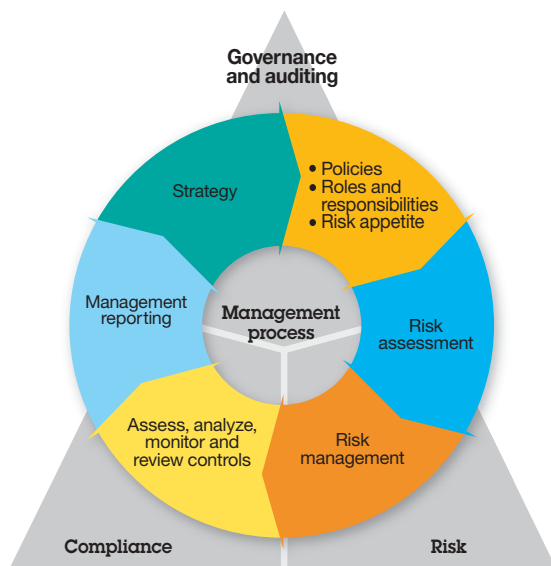 Governance
and auditing
Strategy
• Policies
• Roles and
responsibilities
• Risk appetite
Management
reporting
Management
process
Risk
assessment
Assess, analyze,
monitor and
review controls
Risk
management
Compliance
Risk